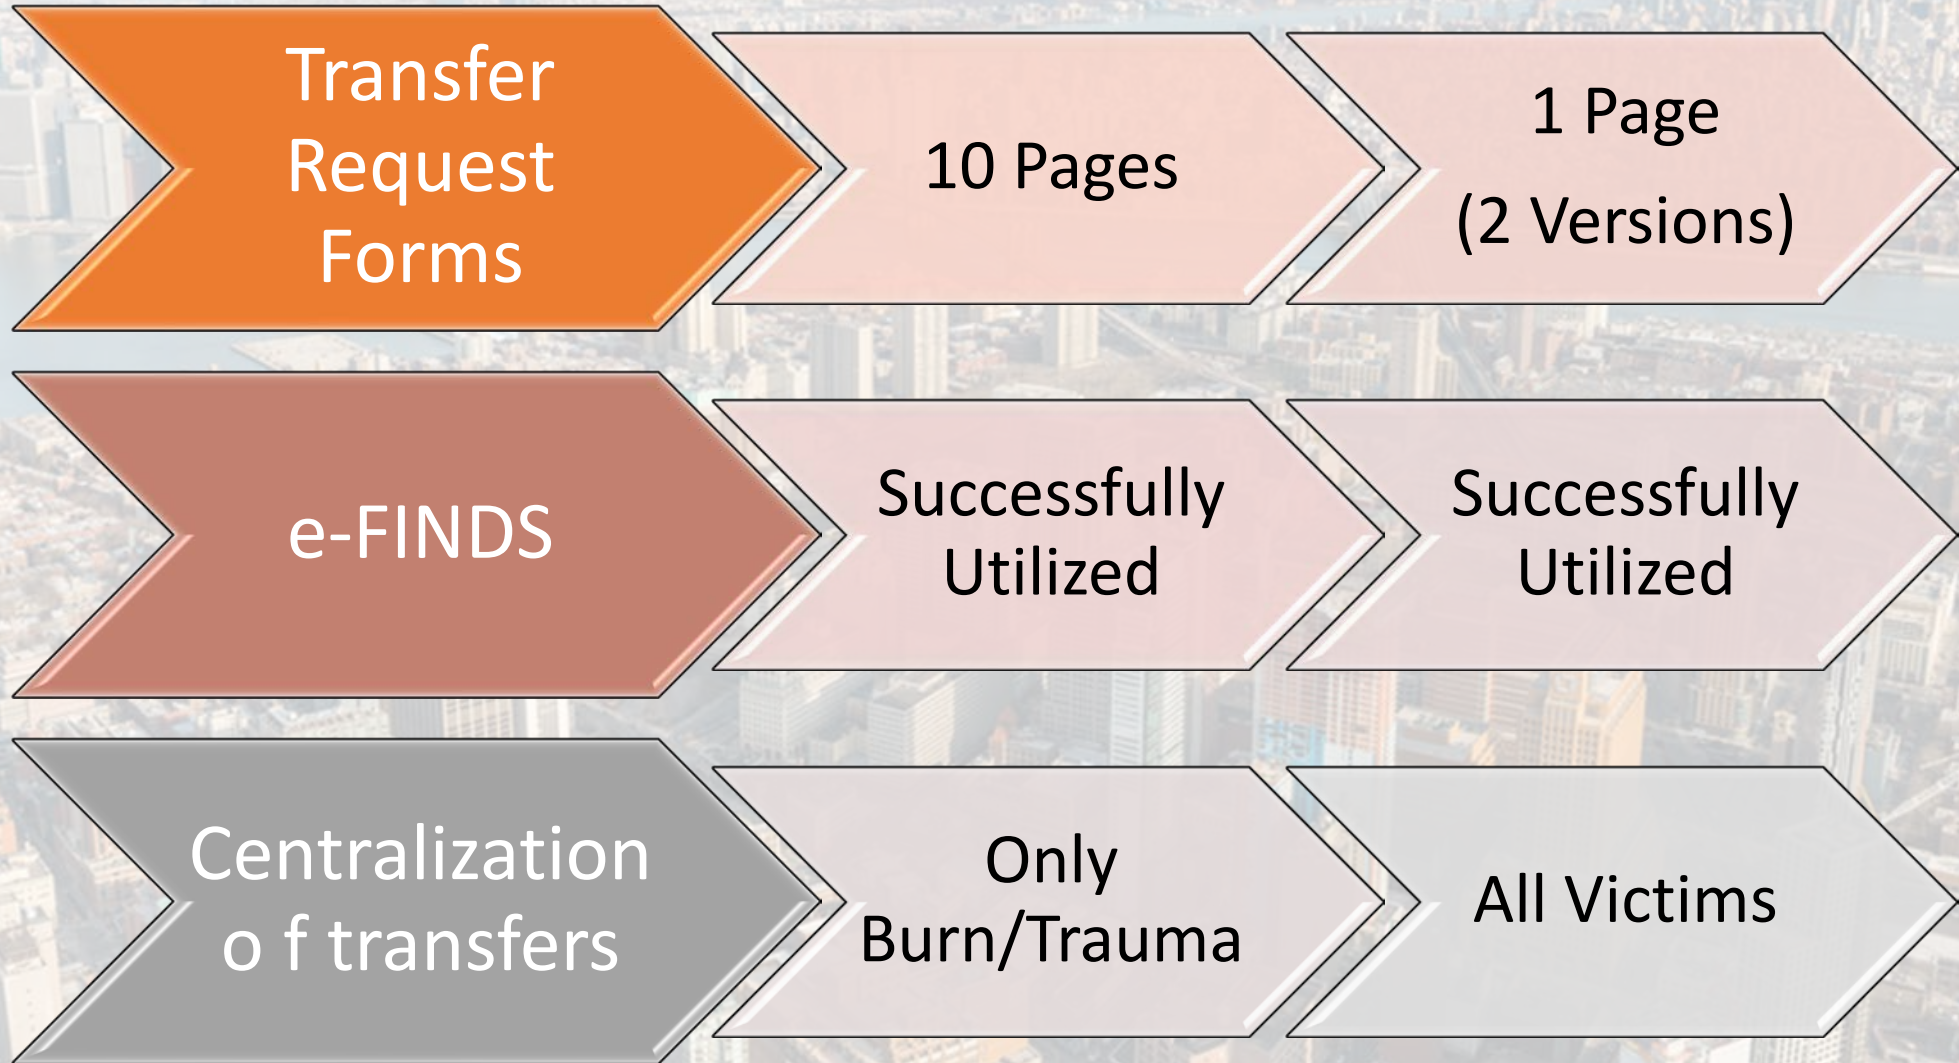 Transfer
Request
Forms
10 Pages
1 Page
(2 Versions)
e-FINDS
Successfully
Utilized
Successfully
Utilized
Centralization
o f transfers
Only
Burn/Trauma
All Victims